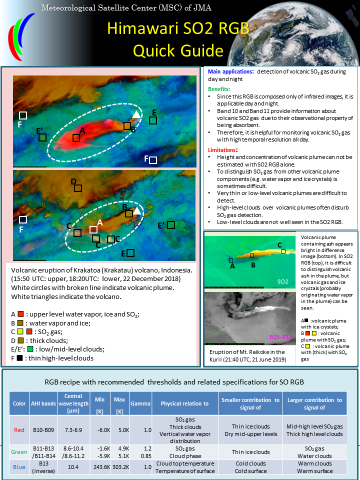 Meteorological Satellite Center (MSC) of JMA
Himawari SO2 RGB
Quick Guide
Main applications: detection of volcanic SO2 gas during
day and night
Benefits:
• Since this RGB is composed only of infrared images, it is
applicable day and night.
• Band 10 and Band 11 provide information about
volcanic SO2 gas due to their observational property of
being absorbent.
• Therefore, it is helpful for monitoring volcanic SO2 gas
with high temporal resolution all day.
Limitations:
• Height and concentration of volcanic plume can not be
estimated with SO2 RGB alone.
• To distinguish SO2 gas from other volcanic plume
components (e.g. water vapor and ice crystals) is
sometimes difficult.
• Very thin or low-level volcanic plumes are difficult to
detect.
• High-level clouds over volcanic plumes often disturb
SO2 gas detection.
• Low-level clouds are not well seen in the SO2 RGB.
F
E'
A
B
E
F
D
B
F
A
C
C
E'
E
Volcanic eruption of Krakatoa (Krakatau) volcano, Indonesia.
(15:50 UTC: upper, 18:20UTC: lower, 22 December 2018)
White circles with broken line indicate volcanic plume.
White triangles indicate the volcano.
A : upper level water vapor, ice and SO2;
B : water vapor and ice;
C : SO2 gas;
D : thick clouds;
E/E': : low/mid-level clouds;
F : thin high-level clouds
A
B
C
SO2
Eruption of Mt. Raikoke in the
Kuril (21:40 UTC, 21 June 2019)
Volcanic plume
containing ash appears
bright in difference
image (bottom). In SO2
RGB (top), it is difficult
to distinguish volcanic
ash in the plume, but
volcanic gas and ice
crystals (probably
originating water vapor
in the plume) can be
seen.
A : volcanic plume
with ice crystals;
B : volcanic
plume with SO2 gas;
C : volcanic plume
with (thick) with SO2
gas
RGB recipe with recommended thresholds and related specifications for SO RGB
Color AHI bands Central wave length [μm] Min [K] Max [K] Gamma Physical relation to Smaller contribution to signal of Larger contribution to signal of
Red B10-B09 7.3-6.9 -6.0K 5.0K 1.0 SO2 gas Thick clouds Vertical water vapor distribution Thin ice clouds Dry mid-upper levels Mid-high level SO2 gas Thick high level clouds
Green B11-B13 /B11-B14 8.6-10.4 /8.6-11.2 -1.6K -5.9K 4.9K 5.1K 1.2 0.85 SO2 gas Cloud phase Thin ice clouds SO2 gas Water clouds
Blue B13 (inverse) 10.4 243.6K 303.2K 1.0 Cloud top temperature Temperature of surface Cold clouds Cold surface Warm clouds Warm surface